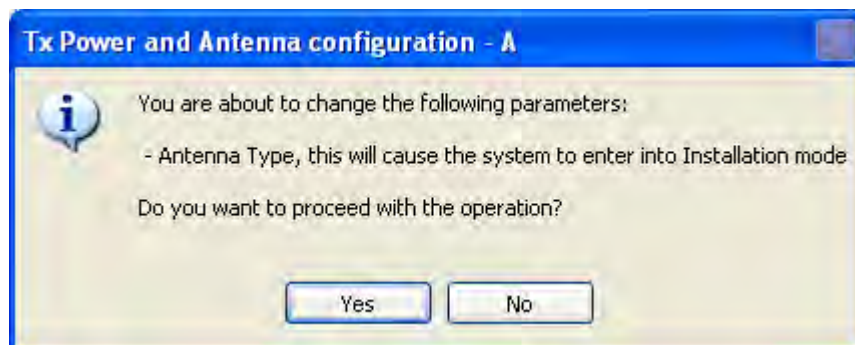 Tx Power and Antenna configuration - A
You are about to change the following parameters:
- Antenna Type, this will cause the system to enter into Installation mode
Do you want to proceed with the operation?
Yes
No